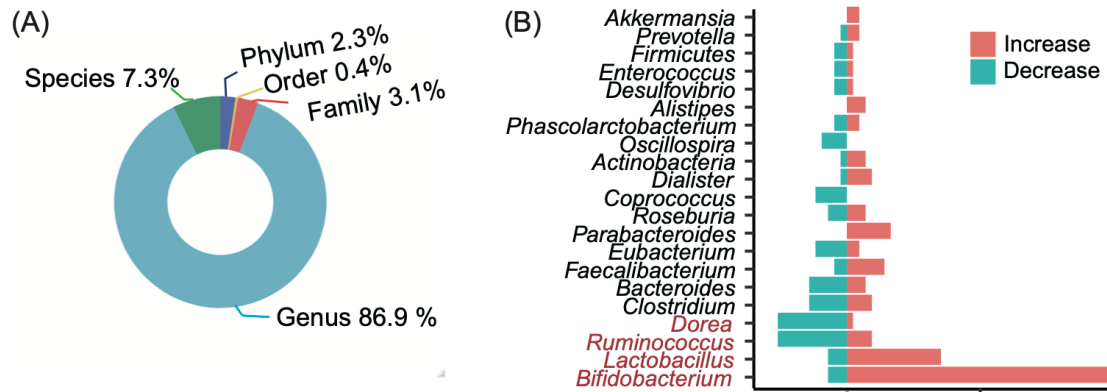 (A)
Phylum 2.3%
Order 0.4%
Family 3.1%
Species 7.3%
Genus 86.9 %
(B)
Akkermansia
Prevotella
Firmicutes
Enterococcus
Desulfovibrio
Alistipes
Phascolarctobacterium
Oscillospira
Actinobacteria
Dialister
Coprococcus
Roseburia
Parabacteroides
Eubacterium
Faecalibacterium
Bacteroides
Clostridium
Dorea
Ruminococcus
Lactobacillus
Bifidobacterium
Increase
Decrease